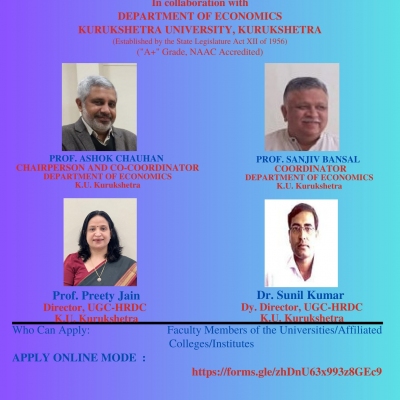 In collaboration with
DEPARTMENT OF ECONOMICS
KURUKSHETRA UNIVERSITY, KURUKSHETRA
(Established by the State Legislature Act XII of 1956)
("A+" Grade, NAAC Accredited)
PROF. ASHOK CHAUHAN
CHAIRPERSON AND CO-COORDINATOR
DEPARTMENT OF ECONOMICS
K.U. Kurukshetra
PROF. SANJIV BANSAL
COORDINATOR
DEPARTMENT OF ECONOMICS
K.U. Kurukshetra
Prof. Preety Jain
Director, UGC-HRDC
K.U. Kurukshetra
Dr. Sunil Kumar
Dy. Director, UGC-HRDC
K.U. Kurukshetra
Who Can Apply: Faculty Members of the Universities/Affiliated
Colleges/Institutes
APPLY ONLINE MODE :
https://forms.gle/zhDnU63x993z8GEc9